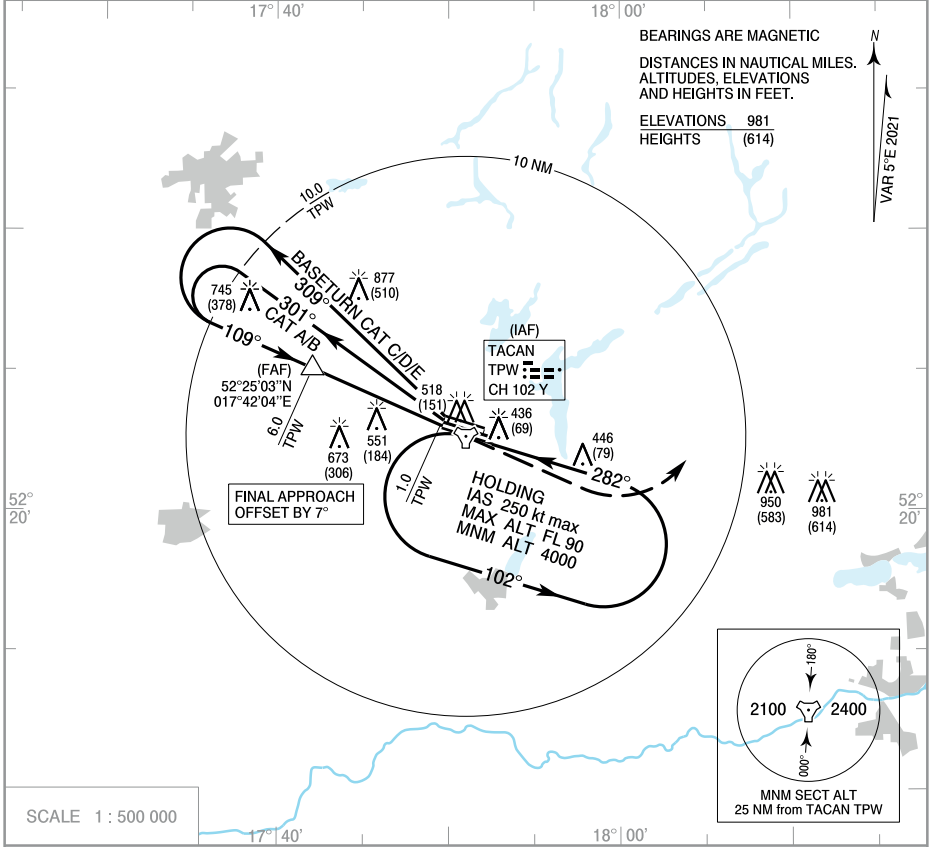 17°40'
18°00'
BEARINGS ARE MAGNETIC
DISTANCES IN NAUTICAL MILES.
ALTITUDES, ELEVATIONS
AND HEIGHTS IN FEET.
ELEVATIONS 981
HEIGHTS (614)
N
VAR 5°E 2021
10 NM
10.0
TPW
BASETURN CAT C/D/E
309°
877
(510)
745
(378)
301°
CAT A/B
109°
(FAF)
52°25'03"N
017°42'04"E
6.0
TPW
(IAF)
TACAN
TPW
CH 102 Y
518
(151)
436
(69)
551
(184)
673
(306)
446
(79)
282°
1.0
TPW
FINAL APPROACH
OFFSET BY 7°
HOLDING
IAS 250 kt max
MAX ALT FL 90
MNM ALT 4000
102°
950
(583)
981
(614)
52°
20'
52°
20'
180°
2100
2400
000°
MNM SECT ALT
25 NM from TACAN TPW
SCALE 1 : 500 000
17°40'
18°00'